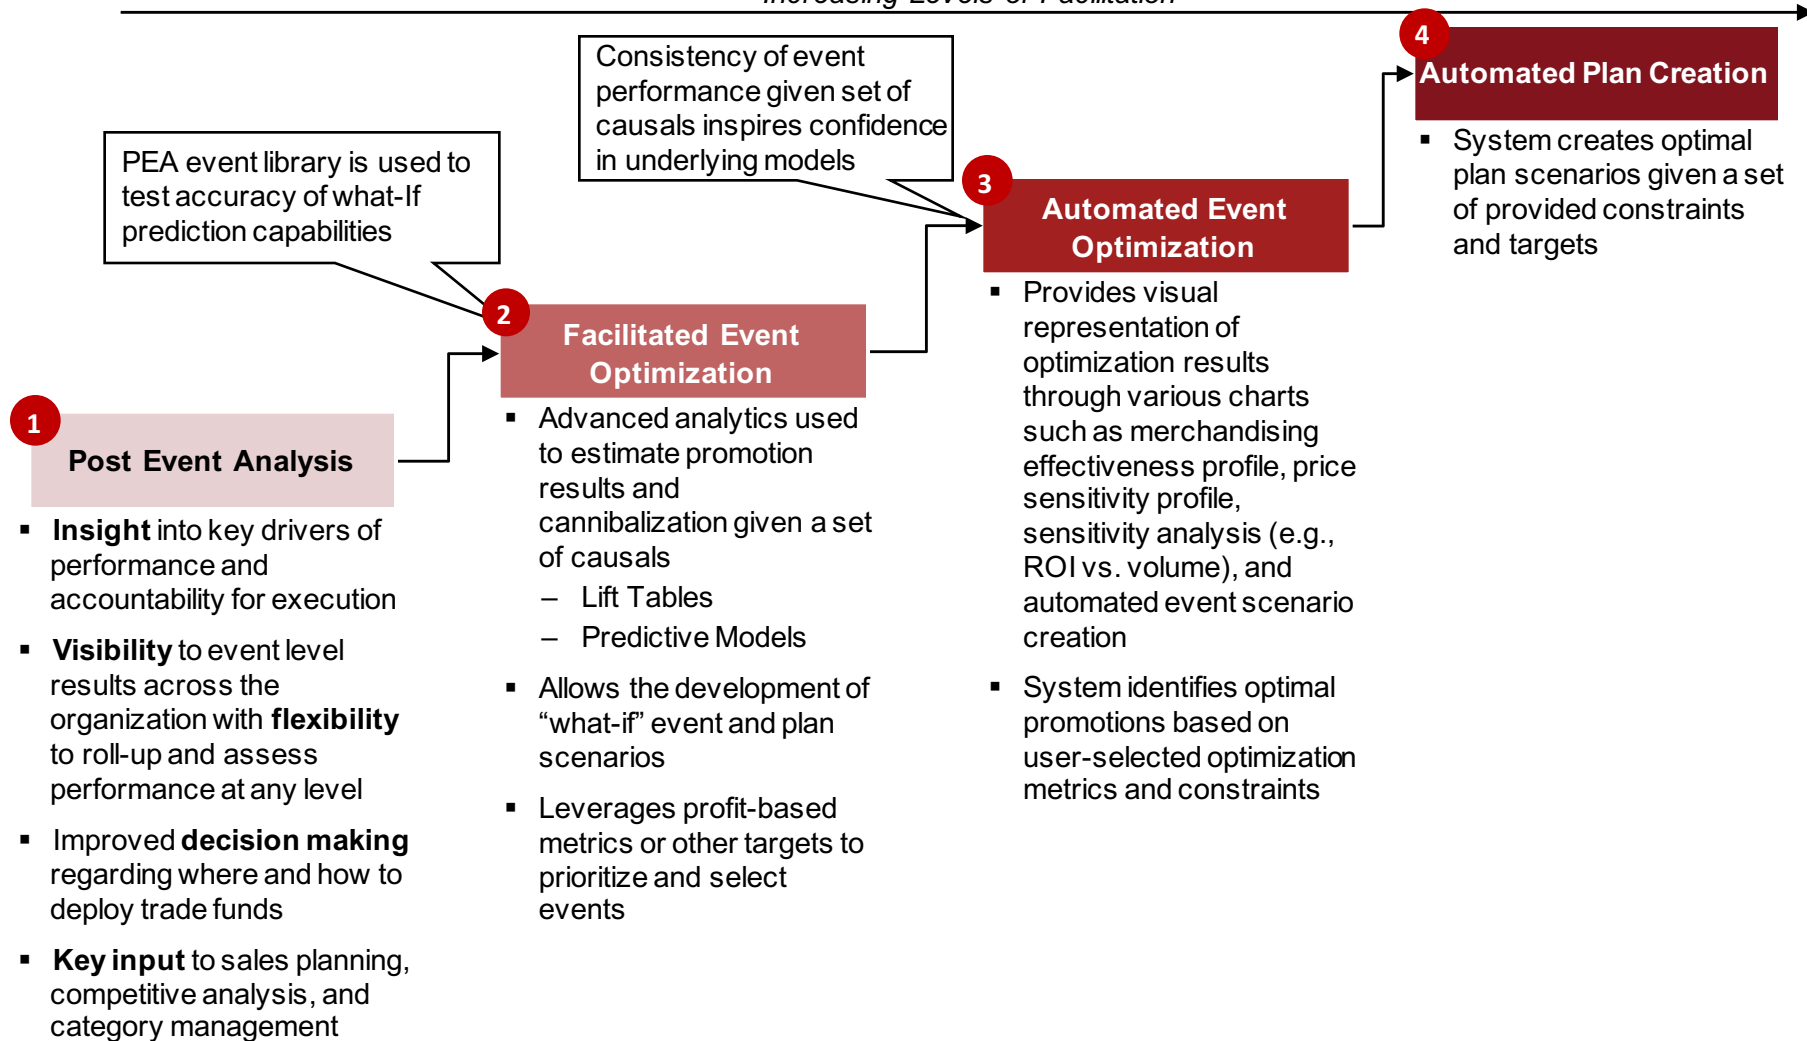 Increasing Levels of Facilitation
4
Automated Plan Creation
▪ System creates optimal
plan scenarios given a set
of provided constraints
and targets
Consistency of event
performance given set of
causals inspires confidence
in underlying models
3
Automated Event
Optimization
▪ Provides visual
representation of
optimization results
through various charts
such as merchandising
effectiveness profile, price
sensitivity profile,
sensitivity analysis (e.g.,
ROI vs. volume), and
automated event scenario
creation
▪ System identifies optimal
promotions based on
user-selected optimization
metrics and constraints
PEA event library is used to
test accuracy of what-If
prediction capabilities
2
Facilitated Event
Optimization
▪ Advanced analytics used
to estimate promotion
results and
cannibalization given a set
of causals
– Lift Tables
– Predictive Models
▪ Allows the development of
“what-if” event and plan
scenarios
▪ Leverages profit-based
metrics or other targets to
prioritize and select
events
1
Post Event Analysis
▪ Insight into key drivers of
performance and
accountability for execution
▪ Visibility to event level
results across the
organization with flexibility
to roll-up and assess
performance at any level
▪ Improved decision making
regarding where and how to
deploy trade funds
▪ Key input to sales planning,
competitive analysis, and
category management